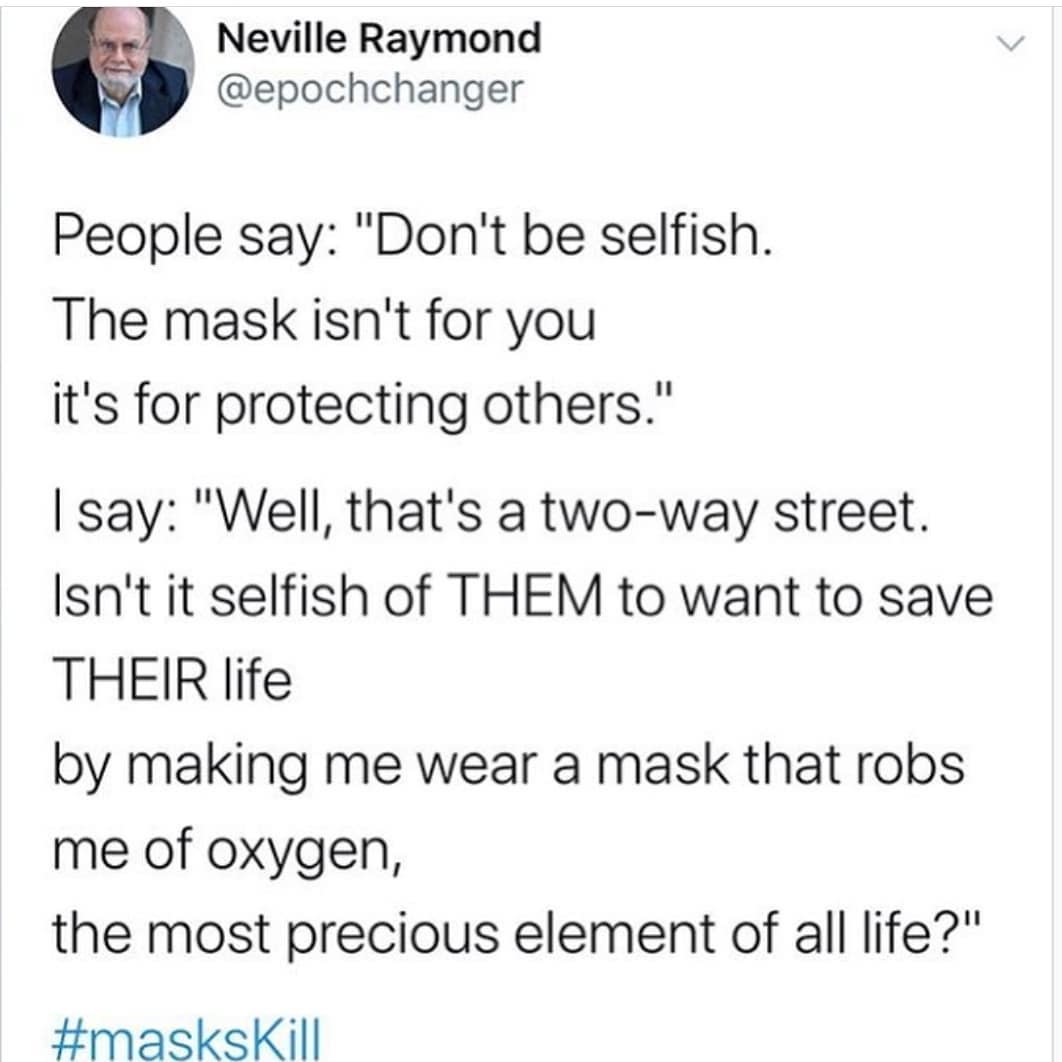 Neville Raymond
@epochchanger
People say: "Don't be selfish.
The mask isn't for you
it's for protecting others."
I say: "Well, that's a two-way street.
Isn't it selfish of THEM to want to save
THEIR life
by making me wear a mask that robs
me of oxygen,
the most precious element of all life?"
#masksKill